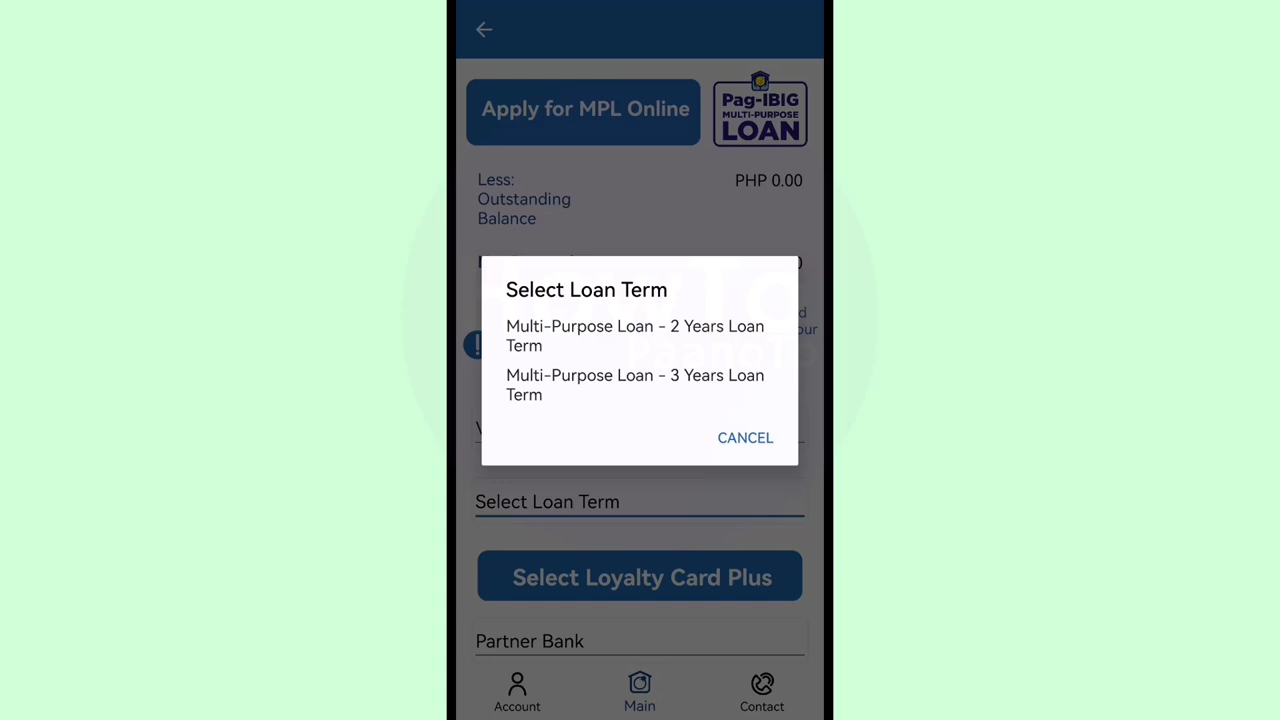 Apply for MPL Online
Pag-IBIG
MULTI-PURPOSE
LOAN
Less:
Outstanding
Balance
PHP 0.00
Select Loan Term
Multi-Purpose Loan - 2 Years Loan
Term
Multi-Purpose Loan - 3 Years Loan
Term
CANCEL
HowTo
PaanoTo
Select Loan Term
Select Loyalty Card Plus
Partner Bank
Account
Main
Contact